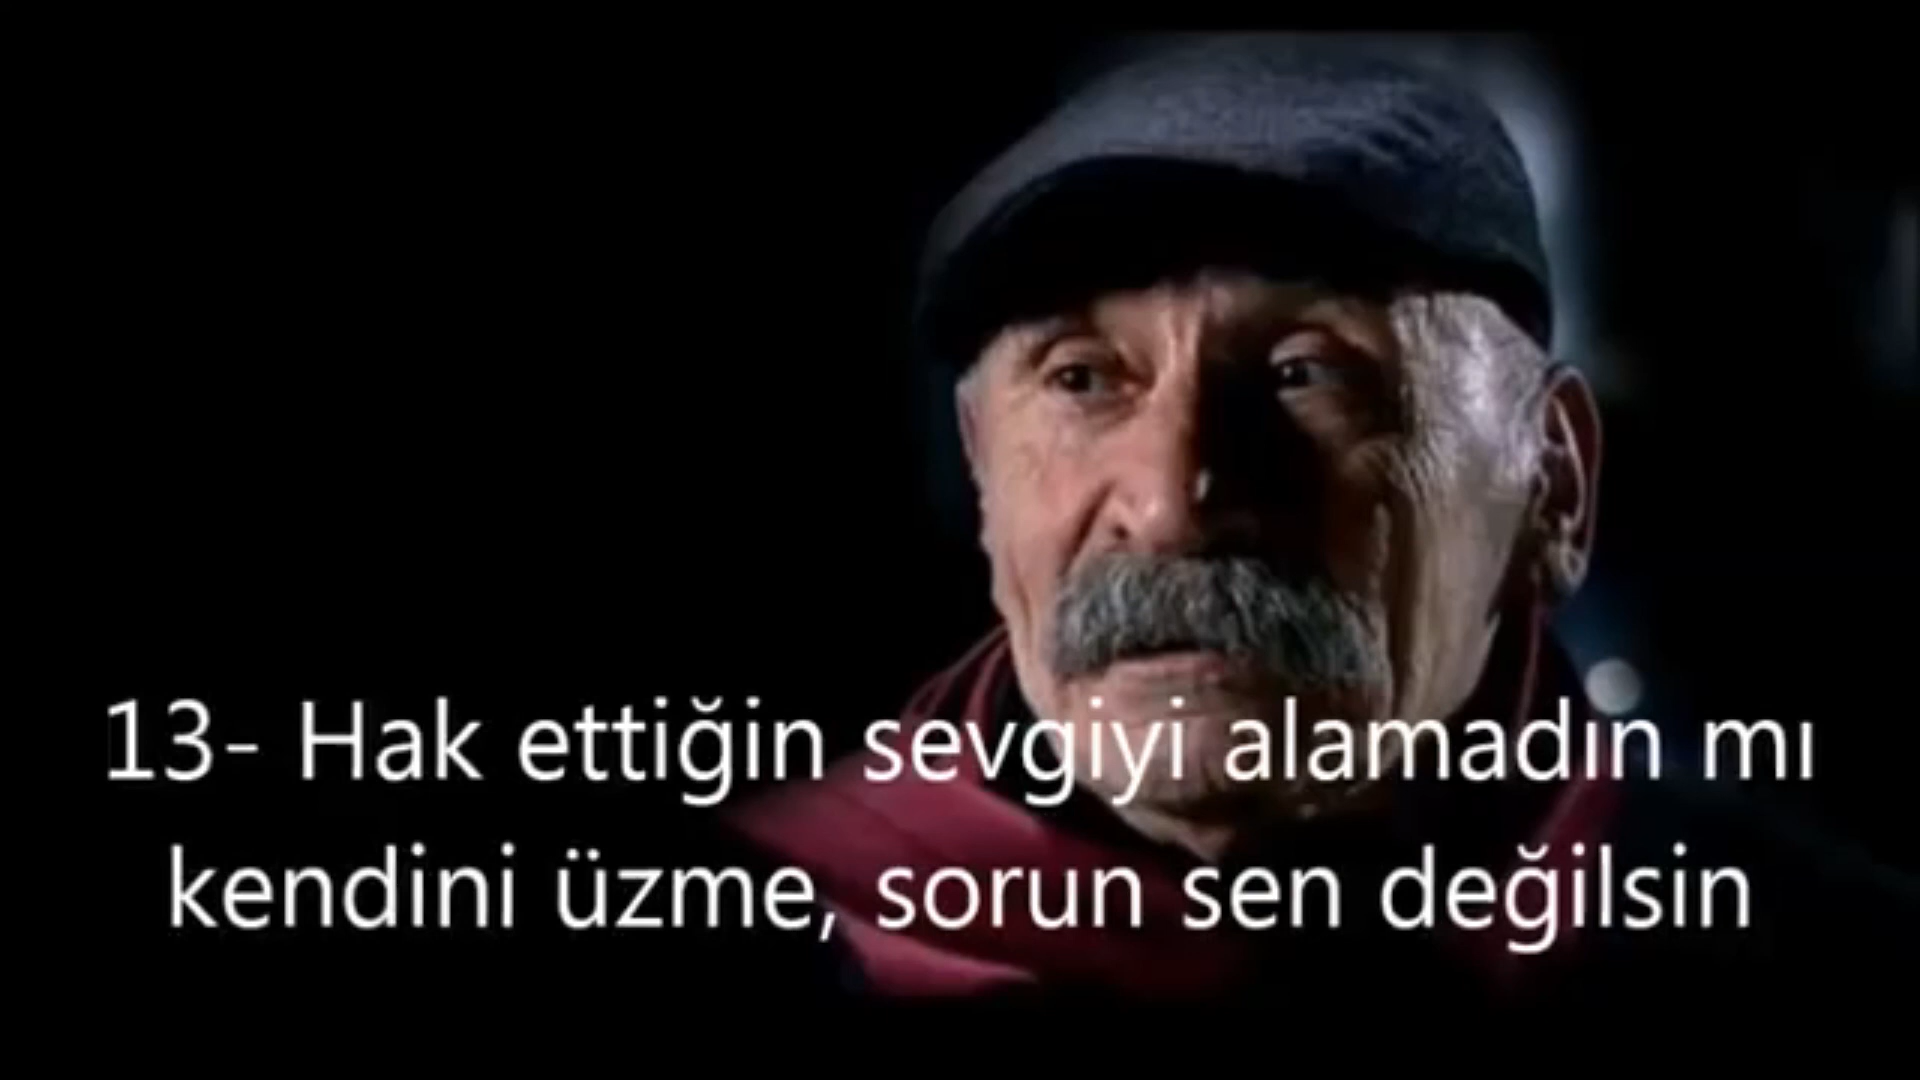 13- Hak ettiğin sevgiyi alamadın mı
kendini üzme, sorun sen değilsin